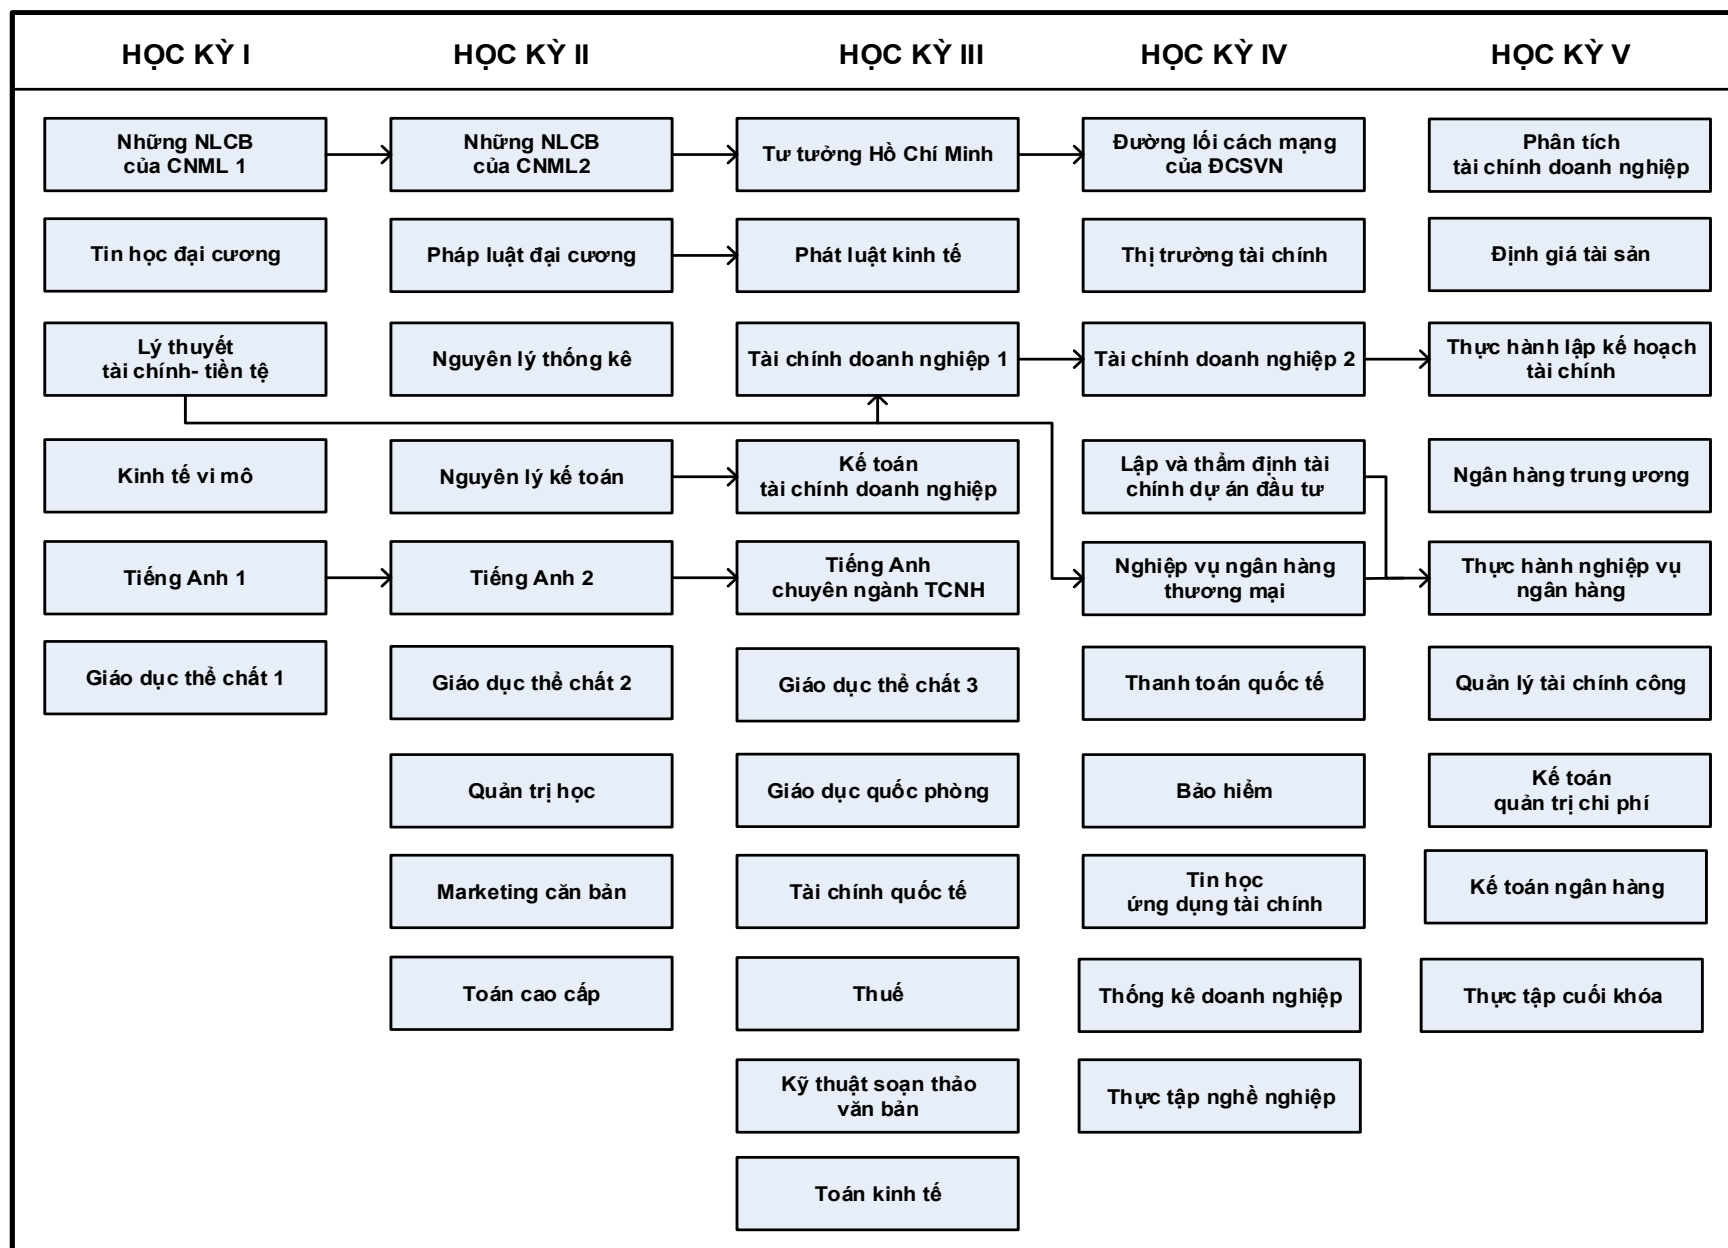 HỌC KỲ I
HỌC KỲ II
HỌC KỲ III
HỌC KỲ IV
HỌC KỲ V
Những NLCB
của CNML 1
Những NLCB
của CNML2
Tư tưởng Hồ Chí Minh
Đường lối cách mạng
của ĐCSVN
Phân tích
tài chính doanh nghiệp
Tin học đại cương
Pháp luật đại cương
Phát luật kinh tế
Thị trường tài chính
Định giá tài sản
Lý thuyết
tài chính- tiền tệ
Nguyên lý thống kê
Tài chính doanh nghiệp 1
Tài chính doanh nghiệp 2
Thực hành lập kế hoạch
tài chính
Kinh tế vi mô
Nguyên lý kế toán
Kế toán
tài chính doanh nghiệp
Lập và thẩm định tài
chính dự án đầu tư
Ngân hàng trung ương
Tiếng Anh 1
Tiếng Anh 2
Tiếng Anh
chuyên ngành TCNH
Nghiệp vụ ngân hàng
thương mại
Thực hành nghiệp vụ
ngân hàng
Giáo dục thể chất 1
Giáo dục thể chất 2
Giáo dục thể chất 3
Thanh toán quốc tế
Quản lý tài chính công
Quản trị học
Giáo dục quốc phòng
Bảo hiểm
Kế toán
quản trị chi phí
Marketing căn bản
Tài chính quốc tế
Tin học
ứng dụng tài chính
Kế toán ngân hàng
Toán cao cấp
Thuế
Thống kê doanh nghiệp
Thực tập cuối khóa
Kỹ thuật soạn thảo
văn bản
Thực tập nghề nghiệp
Toán kinh tế